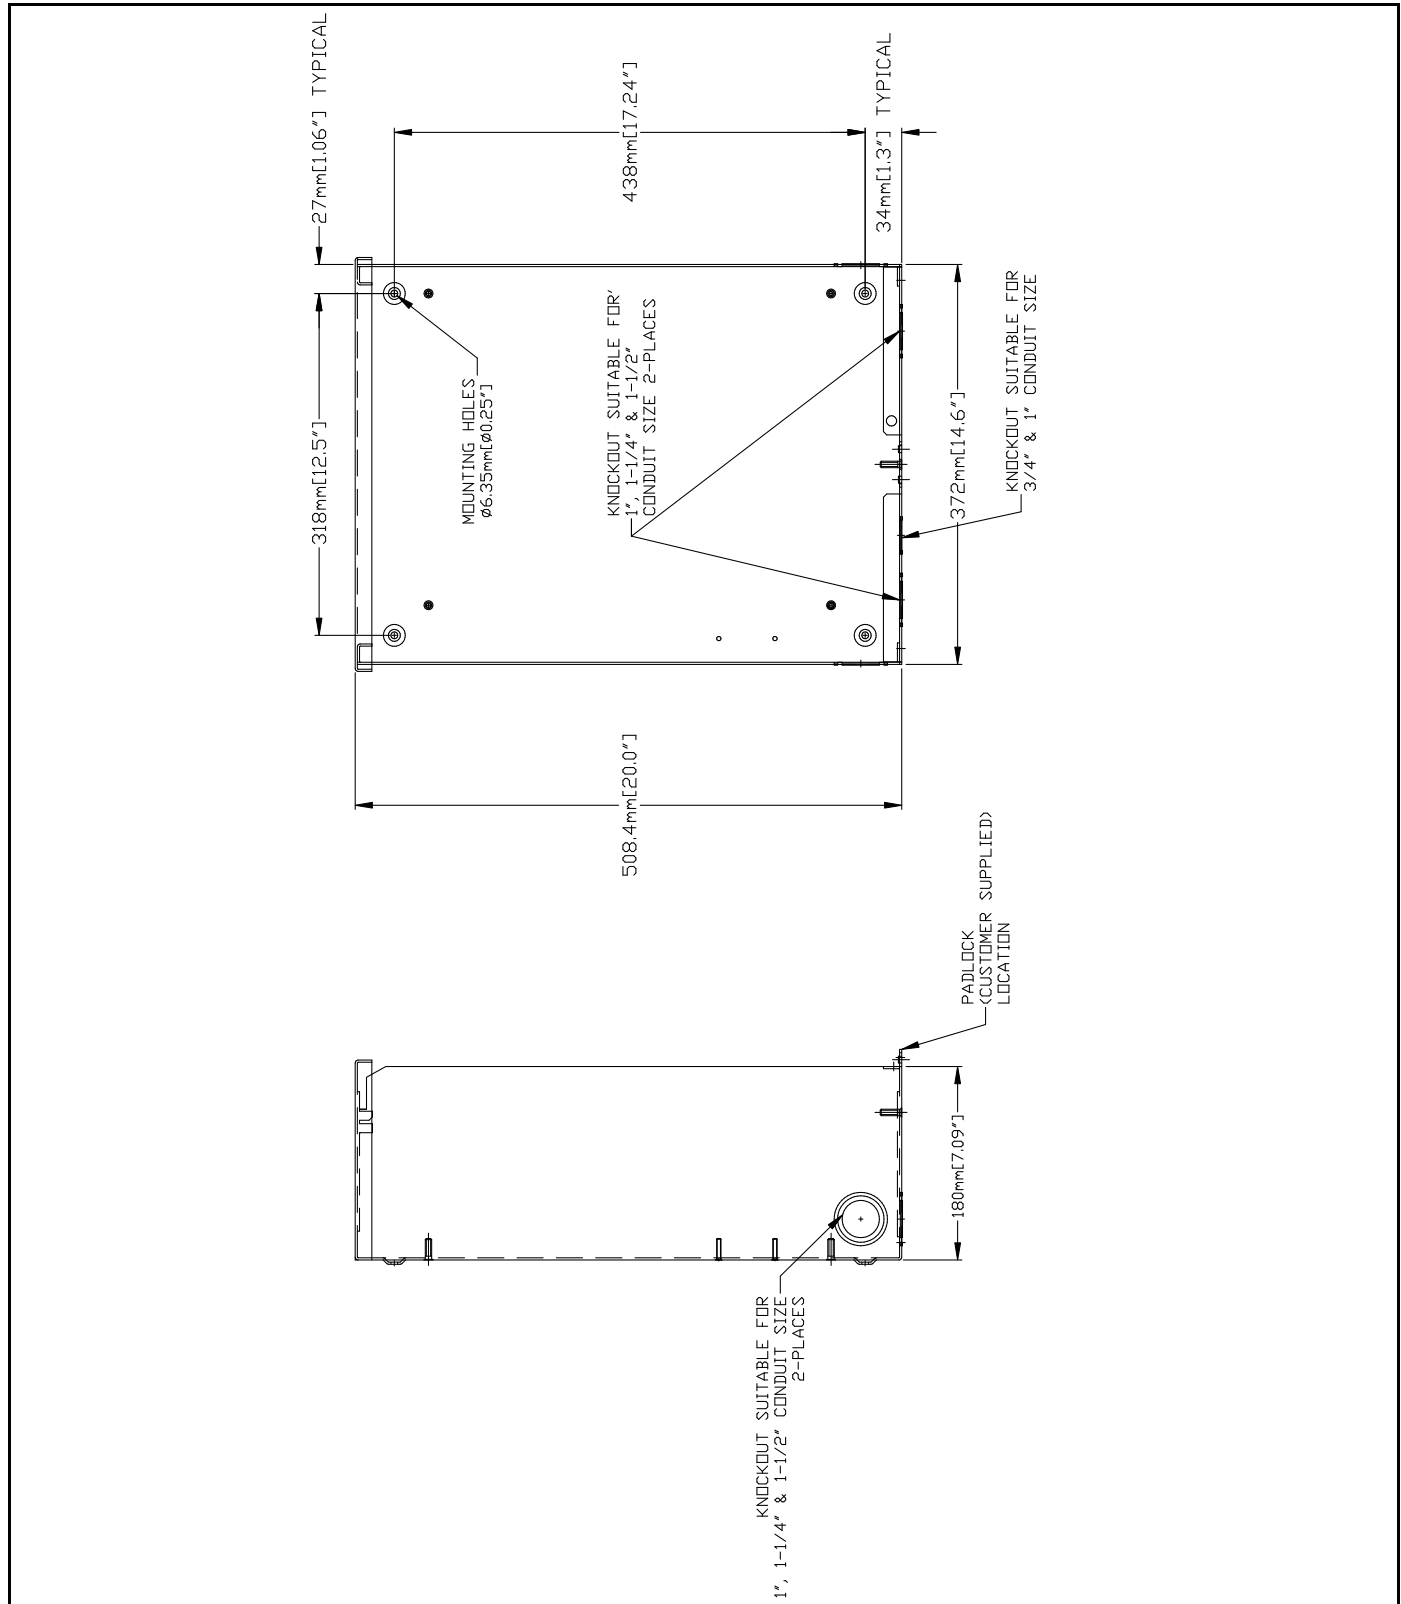 27mm[1.06"] TYPICAL
318mm[12.5"]
438mm[17.24"]
34mm[1.3"] TYPICAL
MOUNTING HOLES
ø6.35mm[ø0.25"]
KNOCKOUT SUITABLE FOR'
1", 1-1/4" & 1-1/2"
CONDUIT SIZE 2-PLACES
372mm[14.6"]
KNOCKOUT SUITABLE FOR
3/4" & 1" CONDUIT SIZE
508.4mm[20.0"]
PADLOCK
(CUSTOMER SUPPLIED)
LOCATION
180mm[7.09"]
KNOCKOUT SUITABLE FOR
1", 1-1/4" & 1-1/2" CONDUIT SIZE
2-PLACES